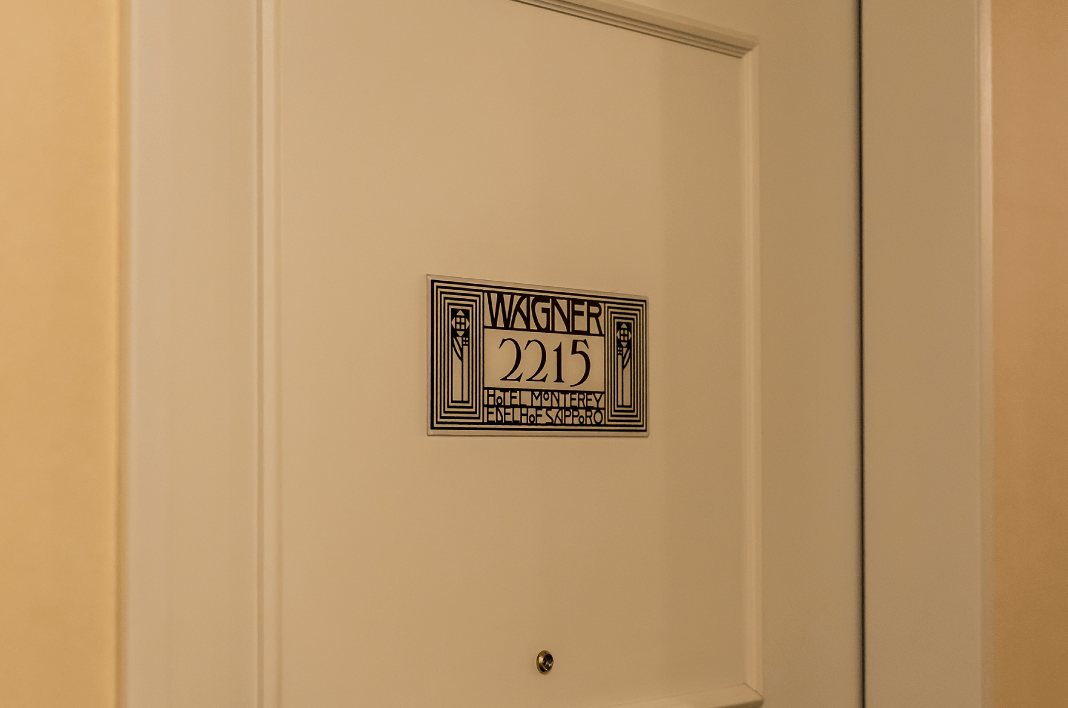 WAGNER
2215
HOTEL MONTEREY
EDELHOF SAPPORO